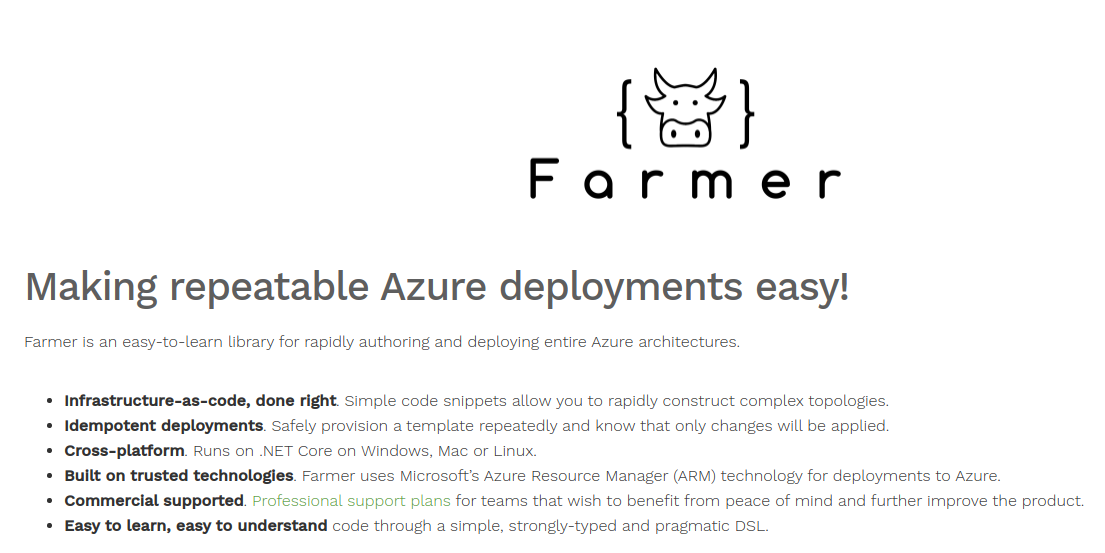 { }
Farmer
Making repeatable Azure deployments easy!
Farmer is an easy-to-learn library for rapidly authoring and deploying entire Azure architectures.
• Infrastructure-as-code, done right. Simple code snippets allow you to rapidly construct complex topologies.
• Idempotent deployments. Safely provision a template repeatedly and know that only changes will be applied.
• Cross-platform. Runs on .NET Core on Windows, Mac or Linux.
• Built on trusted technologies. Farmer uses Microsoft’s Azure Resource Manager (ARM) technology for deployments to Azure.
• Commercial supported. Professional support plans for teams that wish to benefit from peace of mind and further improve the product.
• Easy to learn, easy to understand code through a simple, strongly-typed and pragmatic DSL.